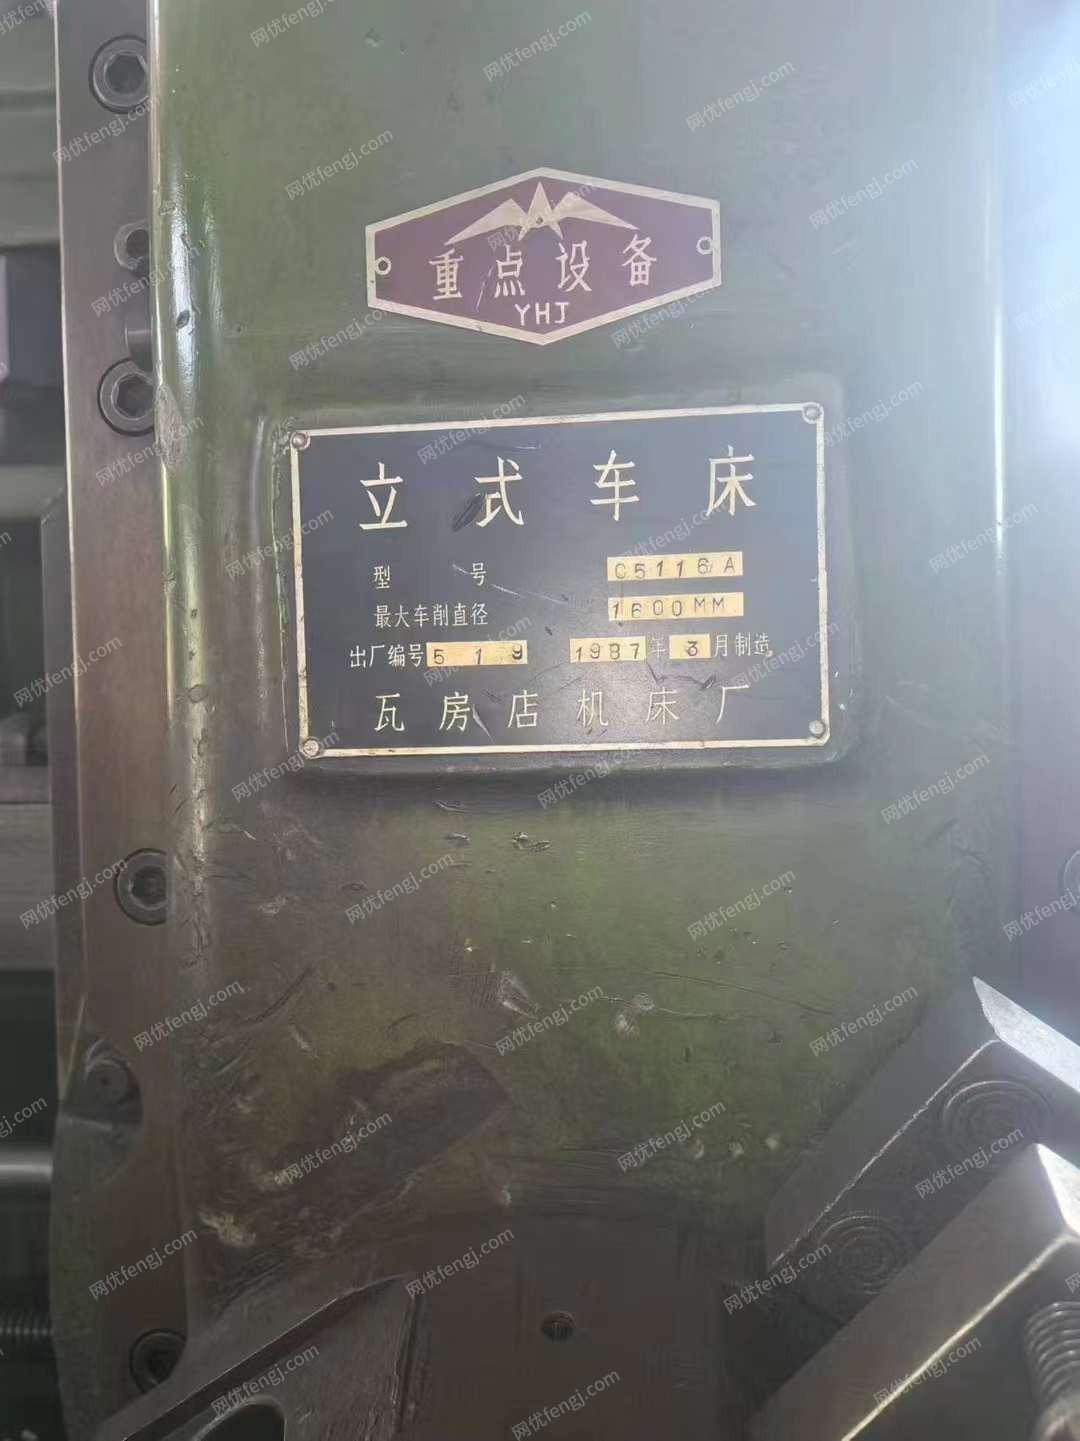 重点设备
YHJ
立式车床
型号 C5116A
最大车削直径 1600MM
出厂编号 519 1987年3月制造
瓦房店机床厂
网优fengj.com